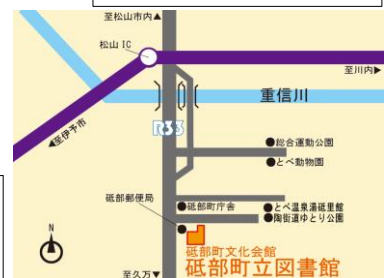 至松山市内▲
松山IC
至川内▶
重信川
R33
◀至伊予市
●総合運動公園
●とべ動物園
砥部郵便局
●砥部町庁舎
●とべ温泉湯砥里館
●陶街道ゆとり公園
N
砥部町文化会館
砥部町立図書館
至久万▼